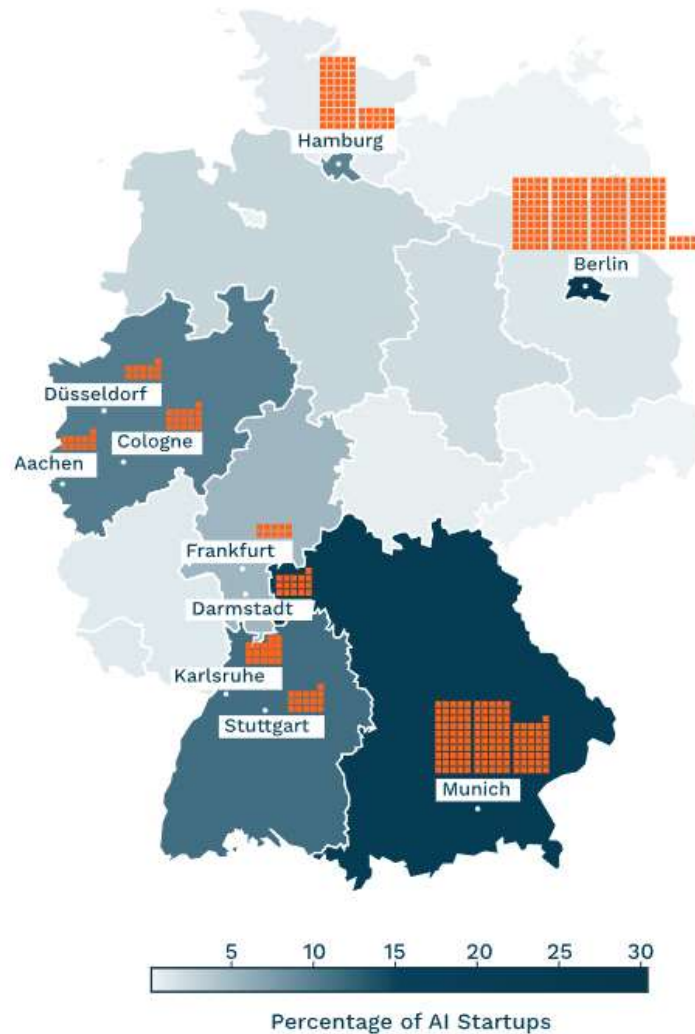 Hamburg
Berlin
Düsseldorf
Cologne
Aachen
Frankfurt
Darmstadt
Karlsruhe
Stuttgart
Munich
5 10 15 20 25 30
Percentage of AI Startups